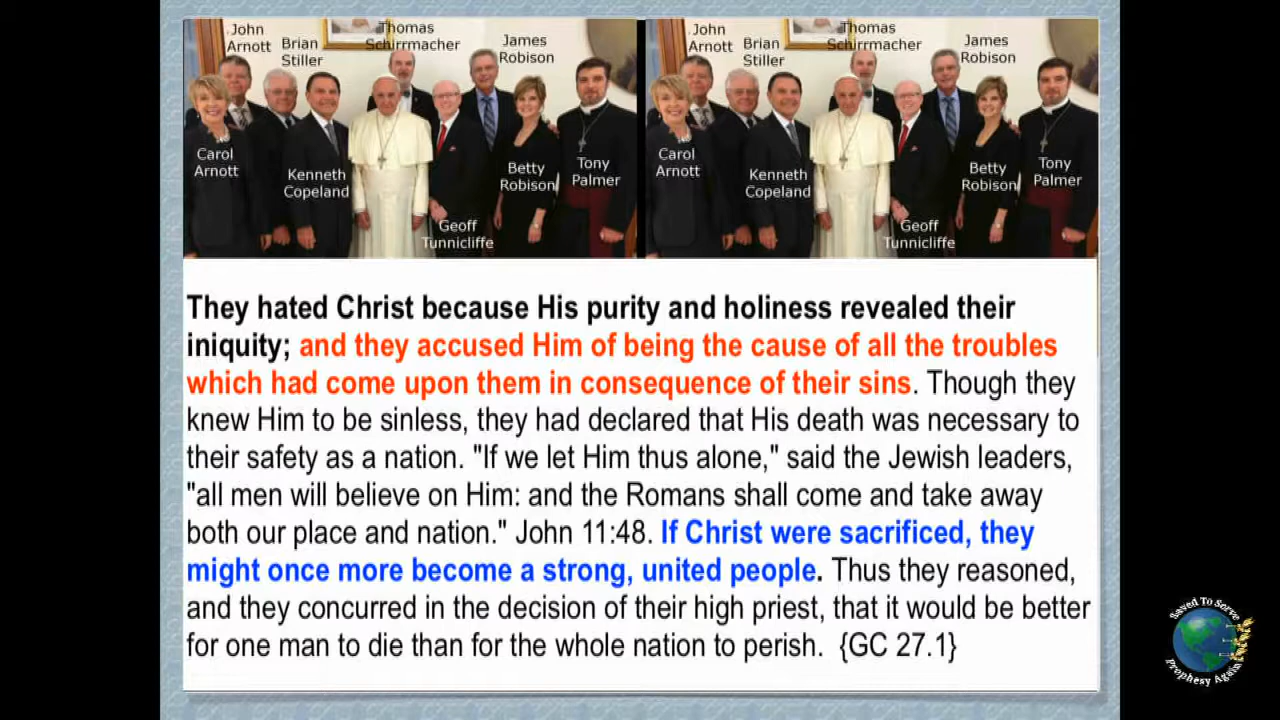 John
Arnott
Brian
Stiller
Thomas
Schirrmacher
James
Robison
Carol
Arnott
Kenneth
Copeland
Geoff
Tunnicliffe
Betty
Robison
Tony
Palmer
John
Arnott
Brian
Stiller
Thomas
Schirrmacher
James
Robison
Carol
Arnott
Kenneth
Copeland
Geoff
Tunnicliffe
Betty
Robison
Tony
Palmer
They hated Christ because His purity and holiness revealed their
iniquity; and they accused Him of being the cause of all the troubles
which had come upon them in consequence of their sins. Though they
knew Him to be sinless, they had declared that His death was necessary to
their safety as a nation. "If we let Him thus alone," said the Jewish leaders,
"all men will believe on Him: and the Romans shall come and take away
both our place and nation." John 11:48. If Christ were sacrificed, they
might once more become a strong, united people. Thus they reasoned,
and they concurred in the decision of their high priest, that it would be better
for one man to die than for the whole nation to perish. {GC 27.1}
Saved To Serve
Prophesy Again